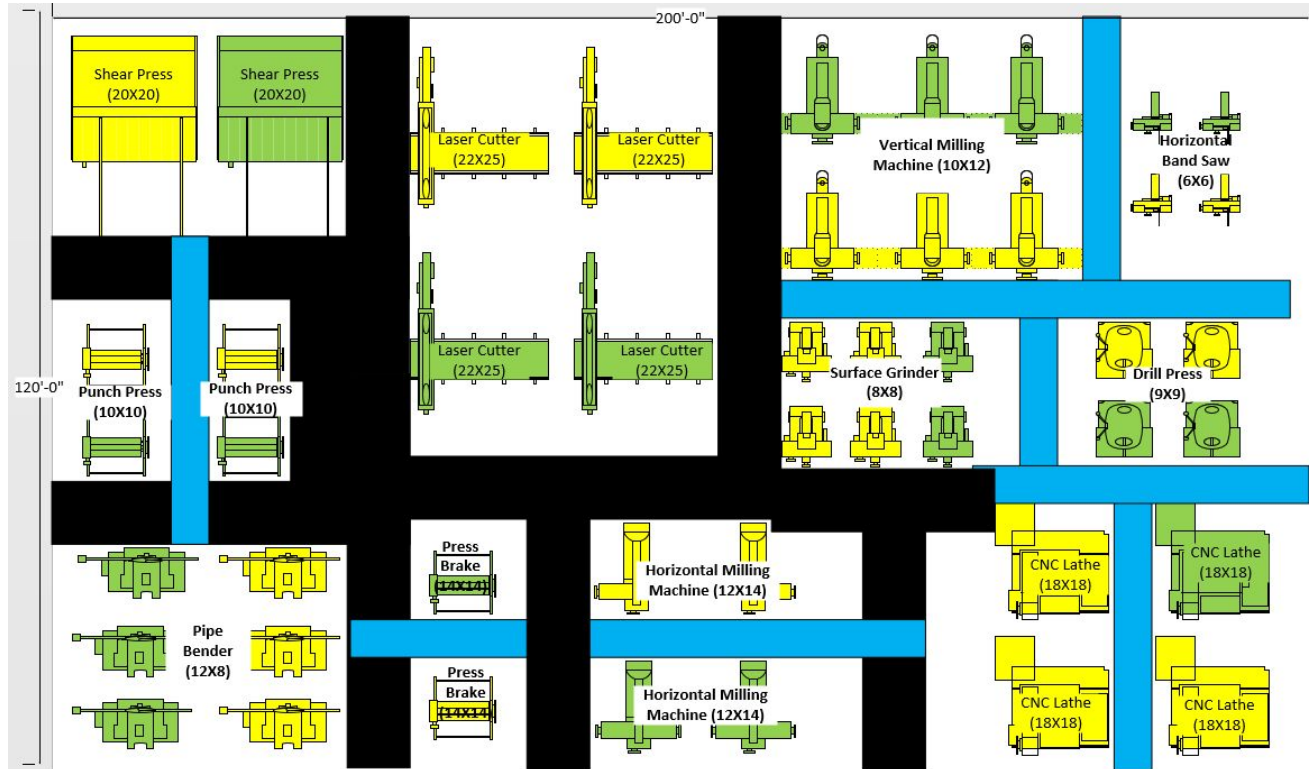 200'-0"
120'-0"
Shear Press
(20X20)
Shear Press
(20X20)
Laser Cutter
(22X25)
Laser Cutter
(22X25)
Vertical Milling
Machine (10X12)
Horizontal
Band Saw
(6X6)
Laser Cutter
(22X25)
Laser Cutter
(22X25)
Punch Press
(10X10)
Punch Press
(10X10)
Surface Grinder
(8X8)
Drill Press
(9X9)
Pipe
Bender
(12X8)
Press
Brake
(14X14)
Horizontal Milling
Machine (12X14)
CNC Lathe
(18X18)
CNC Lathe
(18X18)
Press
Brake
(14X14)
Horizontal Milling
Machine (12X14)
CNC Lathe
(18X18)
CNC Lathe
(18X18)